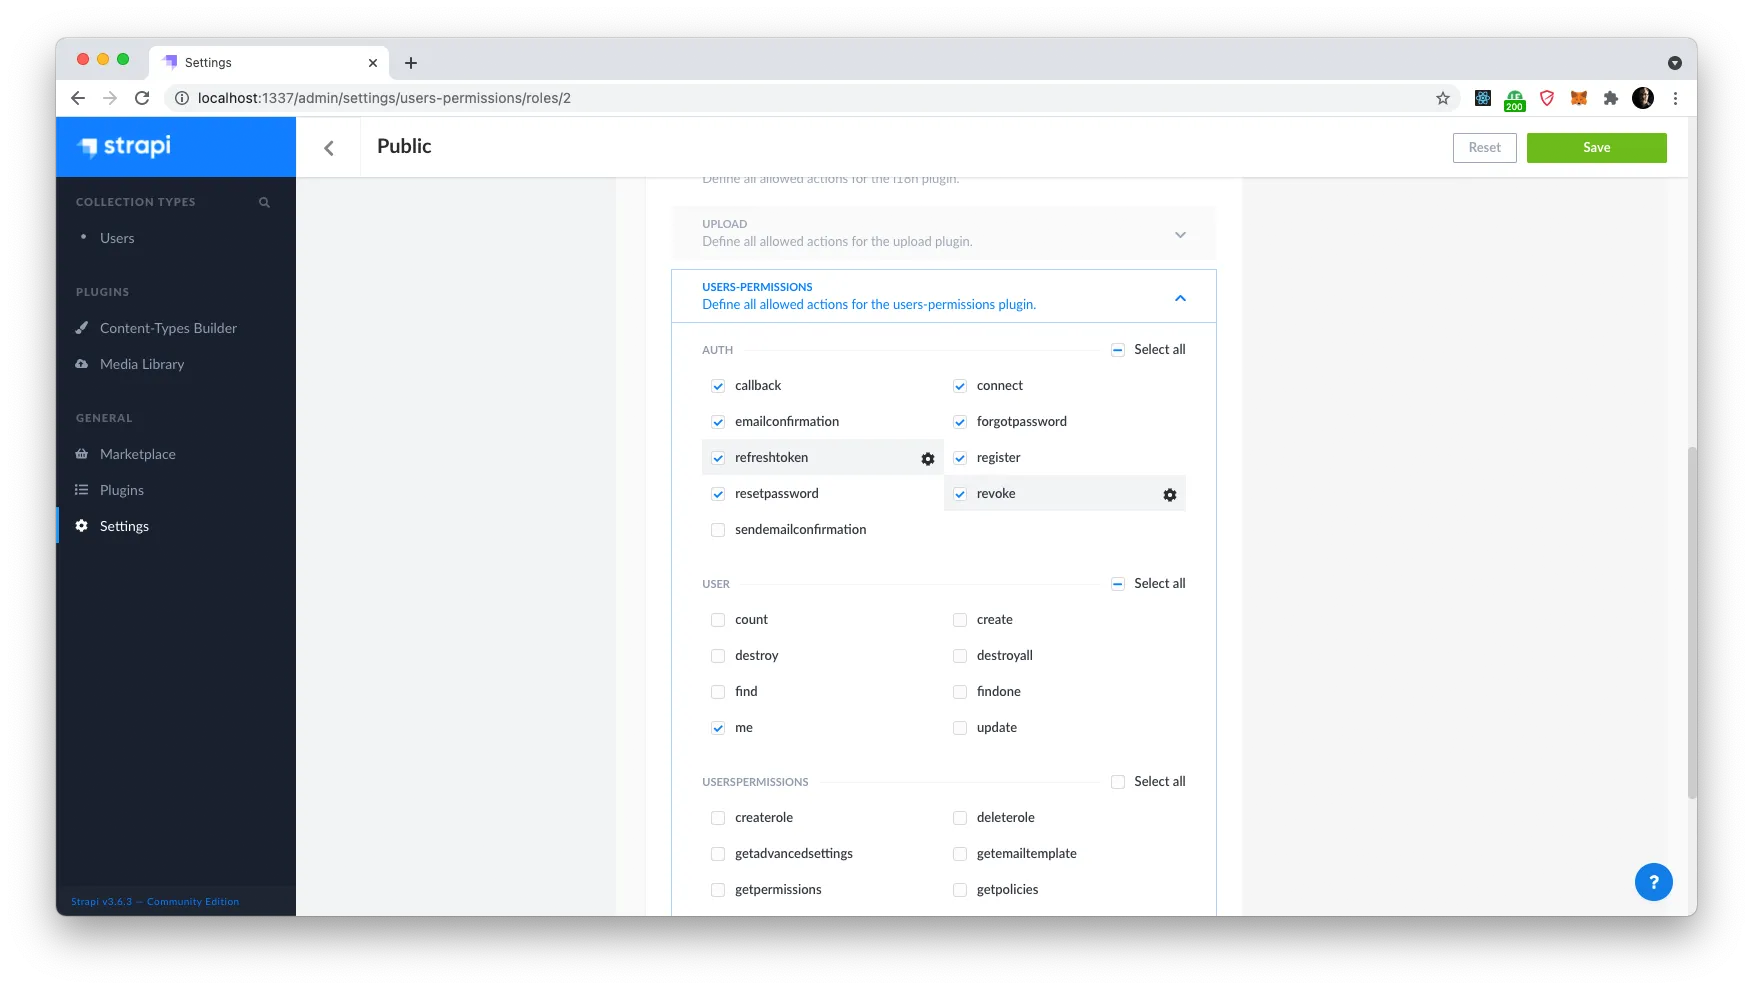 Settings
localhost:1337/admin/settings/users-permissions/roles/2
200
strapi
Public
Reset
Save
COLLECTION TYPES
Users
PLUGINS
Content-Types Builder
Media Library
GENERAL
Marketplace
Plugins
Settings
Strapi v3.6.3 — Community Edition
Define all allowed actions for the i18n plugin.
UPLOAD
Define all allowed actions for the upload plugin.
USERS-PERMISSIONS
Define all allowed actions for the users-permissions plugin.
AUTH Select all
callback connect
emailconfirmation forgotpassword
refreshtoken register
resetpassword revoke
sendemailconfirmation
USER Select all
count create
destroy destroyall
find findone
me update
USERSPERMISSIONS Select all
createrole deleterole
getadvancedsettings getemailtemplate
getpermissions getpolicies
?